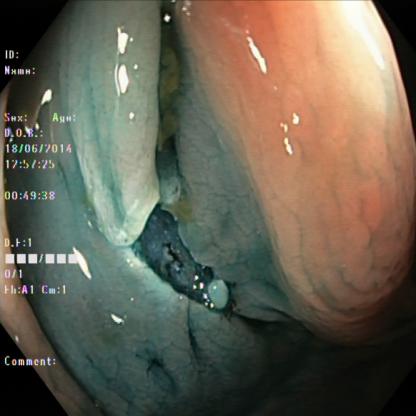 ID:
Name:
Sex: Age:
D.O.B.:
18/06/2014
12:57:25
00:49:38
0/1
Eh:A1 Cm:1
Comment: